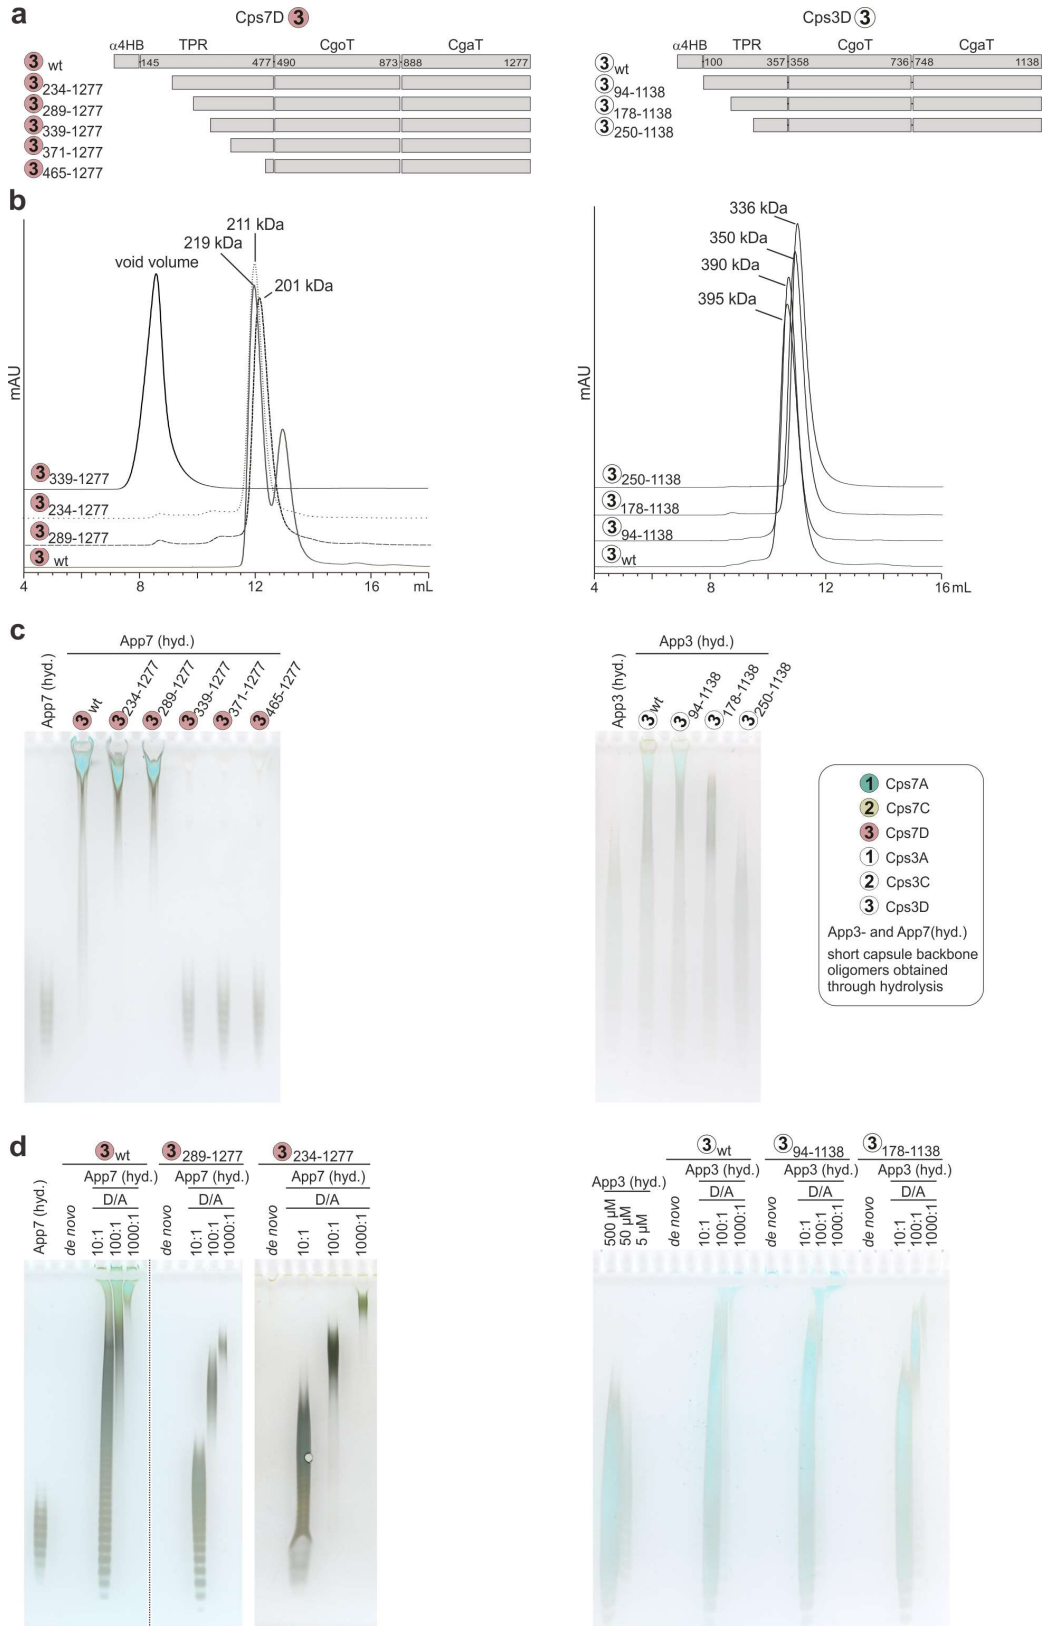 a
Cps7D 3
α4HB TPR CgoT CgaT
3 wt 145 477 490 873 888 1277
3 234-1277
3 289-1277
3 339-1277
3 371-1277
3 465-1277
Cps3D 3
α4HB TPR CgoT CgaT
3 wt 100 357 358 736 748 1138
3 94-1138
3 178-1138
3 250-1138
b
mAU
void volume
211 kDa
219 kDa
201 kDa
3 339-1277
3 234-1277
3 289-1277
3 wt
4 8 12 16 mL
mAU
336 kDa
350 kDa
390 kDa
395 kDa
3 250-1138
3 178-1138
3 94-1138
3 wt
4 8 12 16 mL
c
App7 (hyd.)
App7 (hyd.)
3 wt
3 234-1277
3 289-1277
3 339-1277
3 371-1277
3 465-1277
App3 (hyd.)
App3 (hyd.)
3 wt
3 94-1138
3 178-1138
3 250-1138
1 Cps7A
2 Cps7C
3 Cps7D
1 Cps3A
2 Cps3C
3 Cps3D
App3- and App7(hyd.)
short capsule backbone
oligomers obtained
through hydrolysis
d
3 wt 3 289-1277 3 234-1277
App7 (hyd.) App7 (hyd.) App7 (hyd.)
D/A D/A D/A
App7 (hyd.)
de novo 10:1 100:1 1000:1
de novo 10:1 100:1 1000:1
de novo 10:1 100:1 1000:1
3 wt 3 94-1138 3 178-1138
App3 (hyd.) App3 (hyd.) App3 (hyd.) App3 (hyd.)
D/A D/A D/A
500 µM 50 µM 5 µM
de novo 10:1 100:1 1000:1
de novo 10:1 100:1 1000:1
de novo 10:1 100:1 1000:1